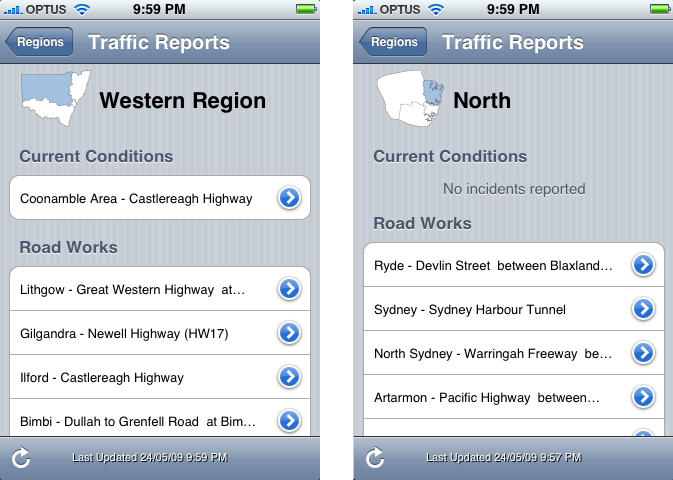 OPTUS 9:59 PM
Regions Traffic Reports
Western Region
Current Conditions
Coonamble Area - Castlereagh Highway
Road Works
Lithgow - Great Western Highway  at...
Gilgandra - Newell Highway (HW17)
Ilford - Castlereagh Highway
Bimbi - Dullah to Grenfell Road  at Bim...
Last Updated 24/05/09 9:59 PM
OPTUS 9:59 PM
Regions Traffic Reports
North
Current Conditions
No incidents reported
Road Works
Ryde - Devlin Street  between Blaxland...
Sydney - Sydney Harbour Tunnel
North Sydney - Warringah Freeway  be...
Artarmon - Pacific Highway  between...
Last Updated 24/05/09 9:57 PM